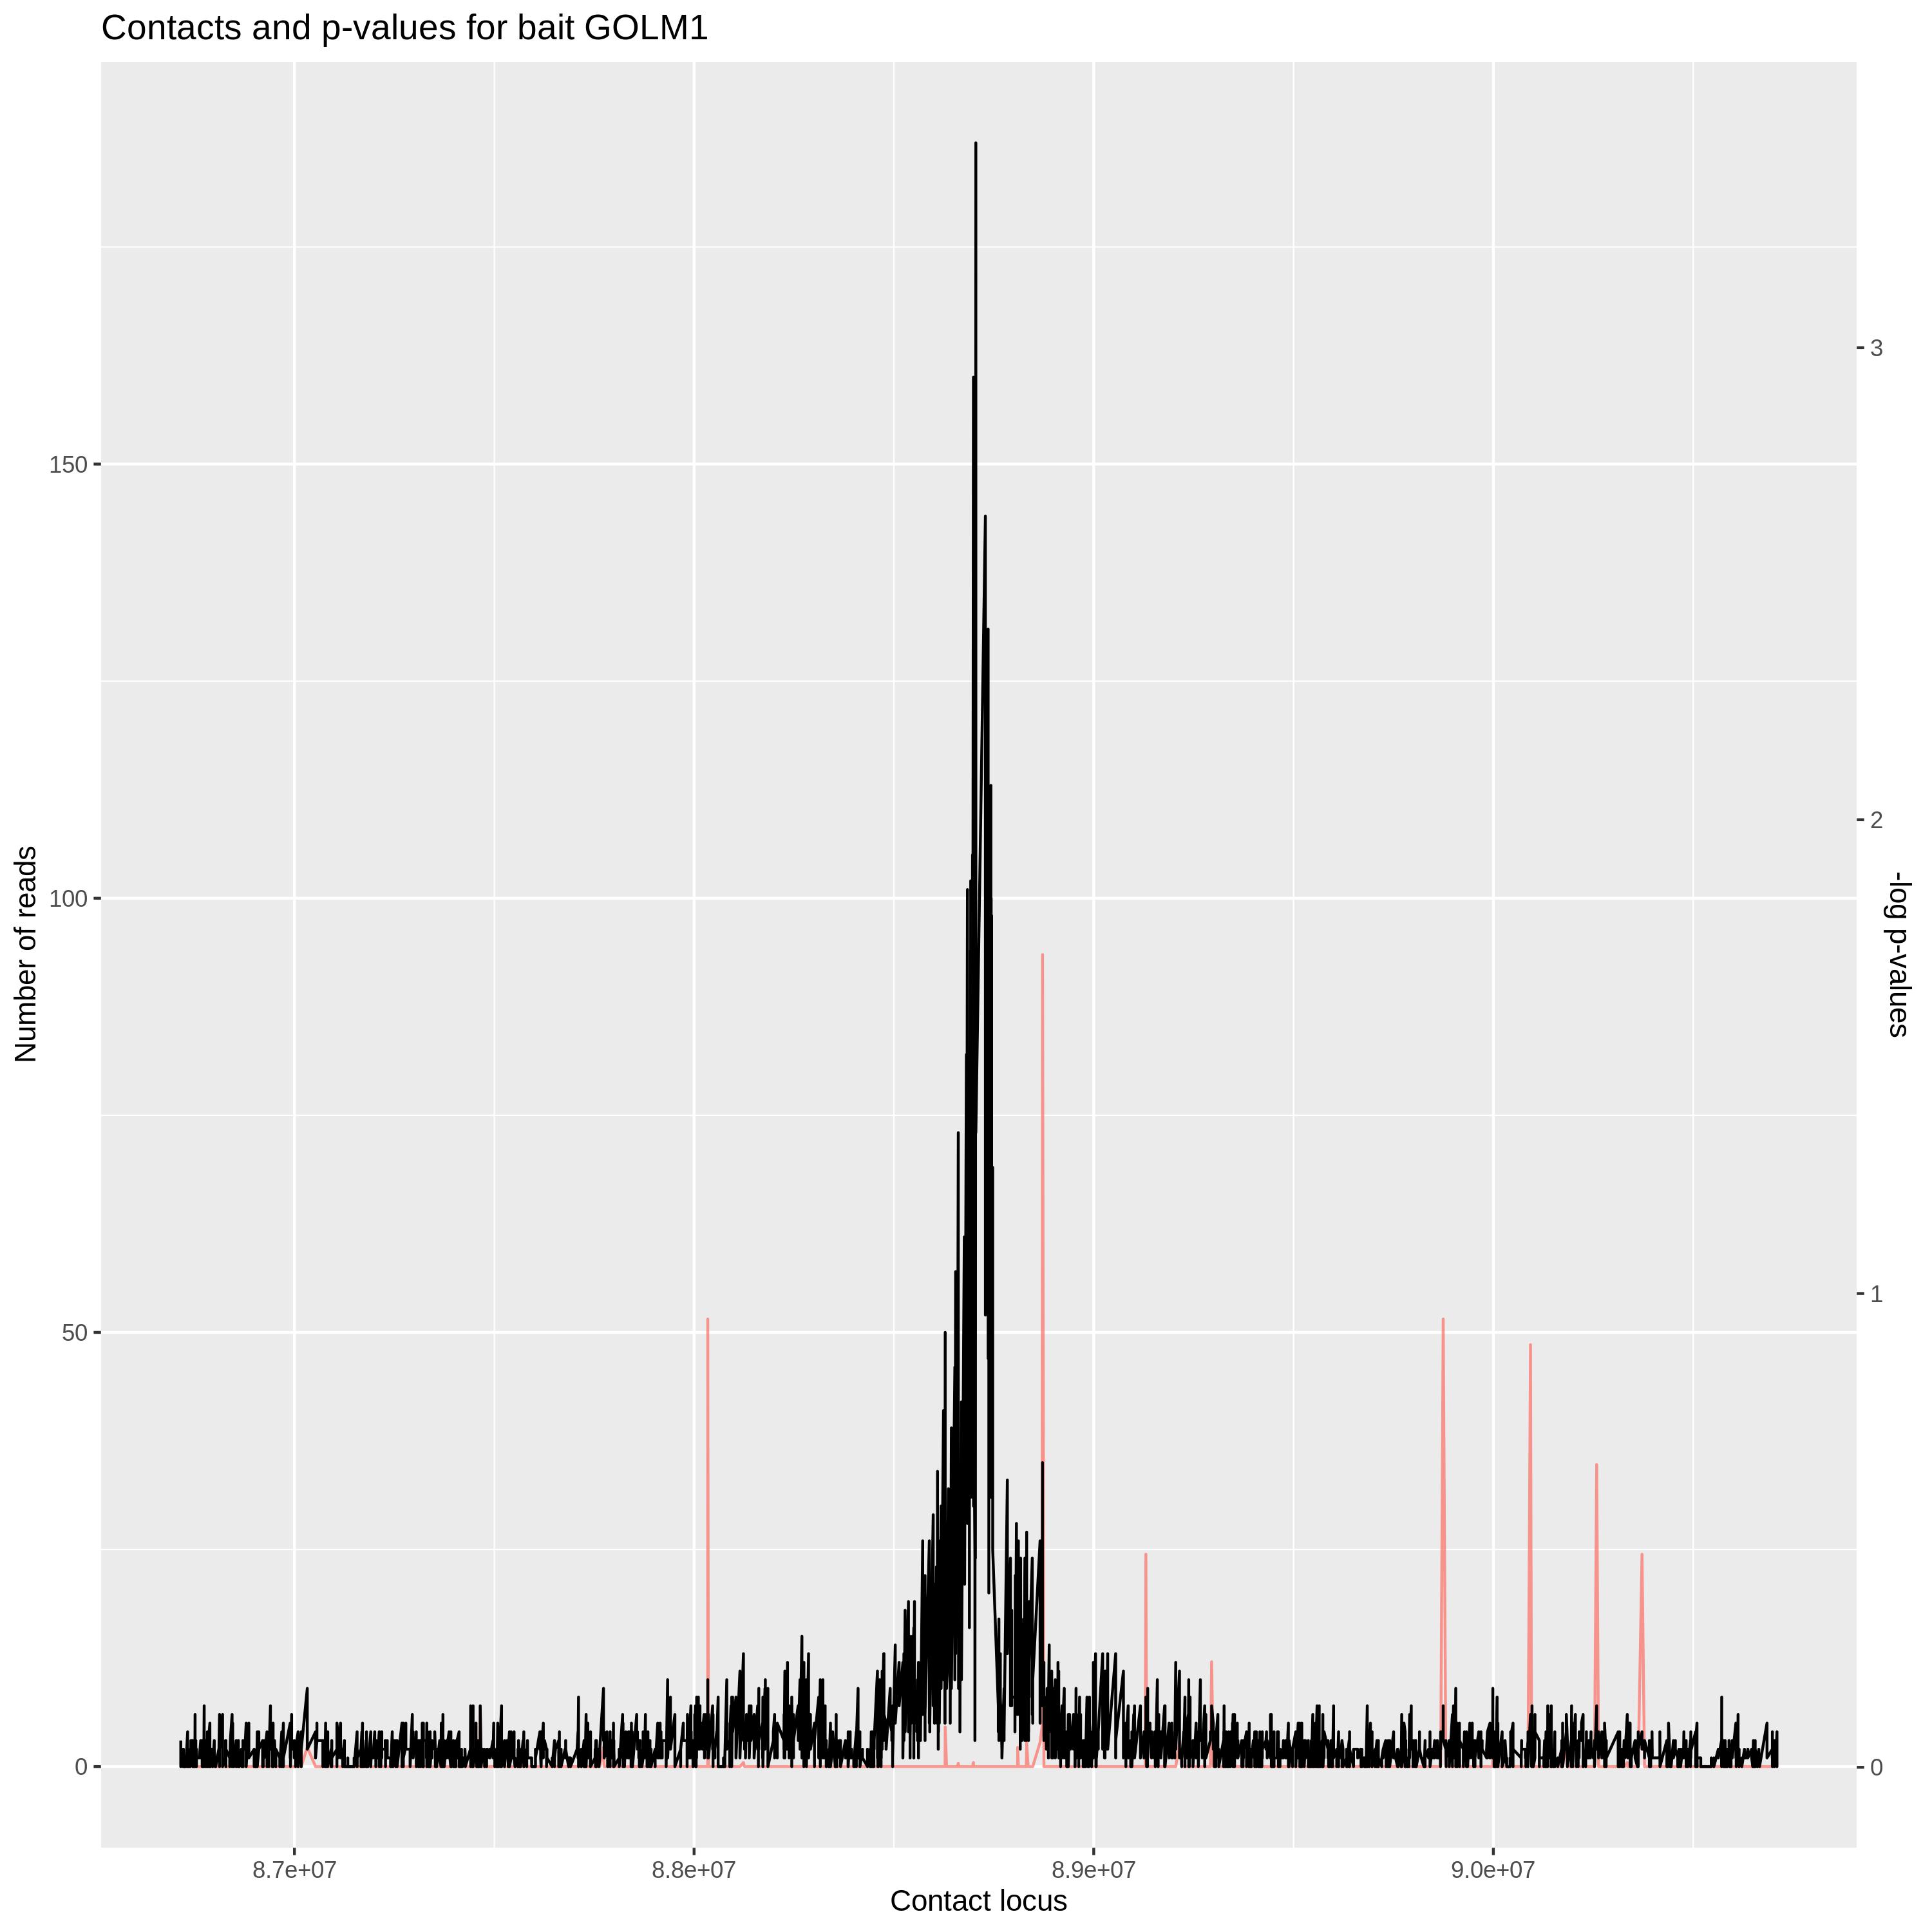 Contacts and p-values for bait GOLM1
Number of reads
150
100
50
0
3
2
1
0
-log p-values
8.7e+07
8.8e+07
8.9e+07
9.0e+07
Contact locus